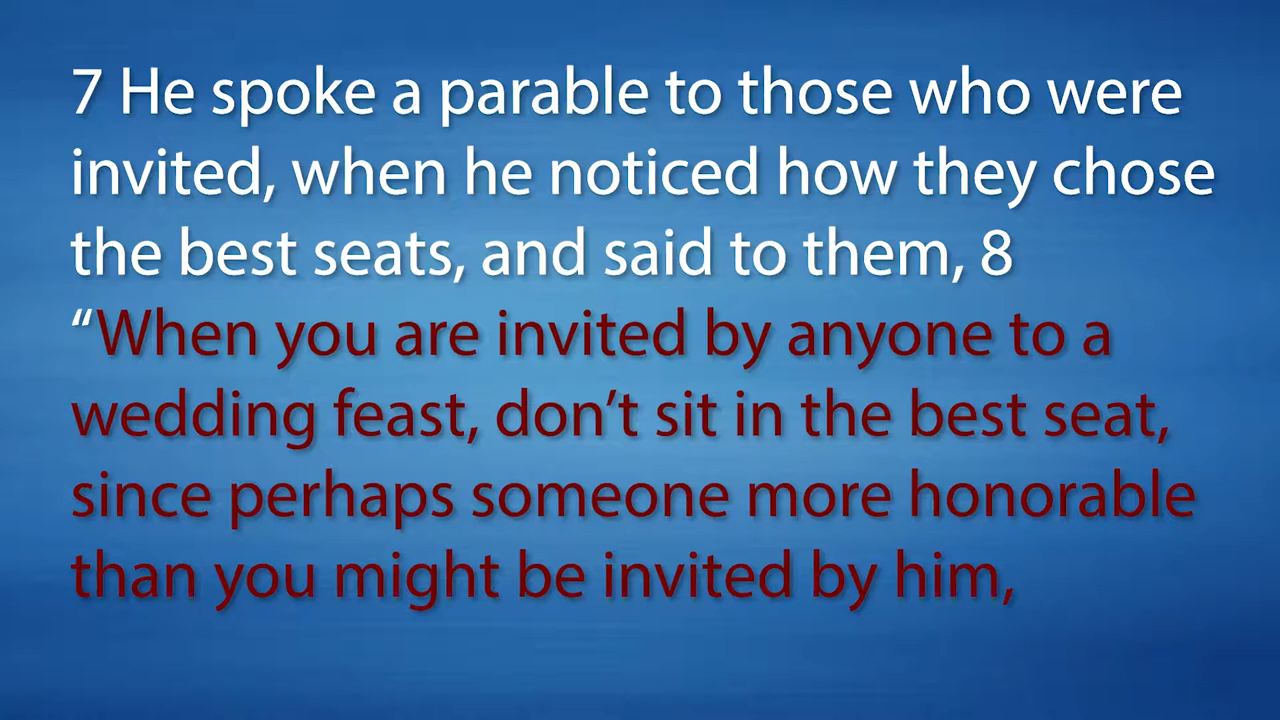 7 He spoke a parable to those who were
invited, when he noticed how they chose
the best seats, and said to them, 8
“When you are invited by anyone to a
wedding feast, don’t sit in the best seat,
since perhaps someone more honorable
than you might be invited by him,